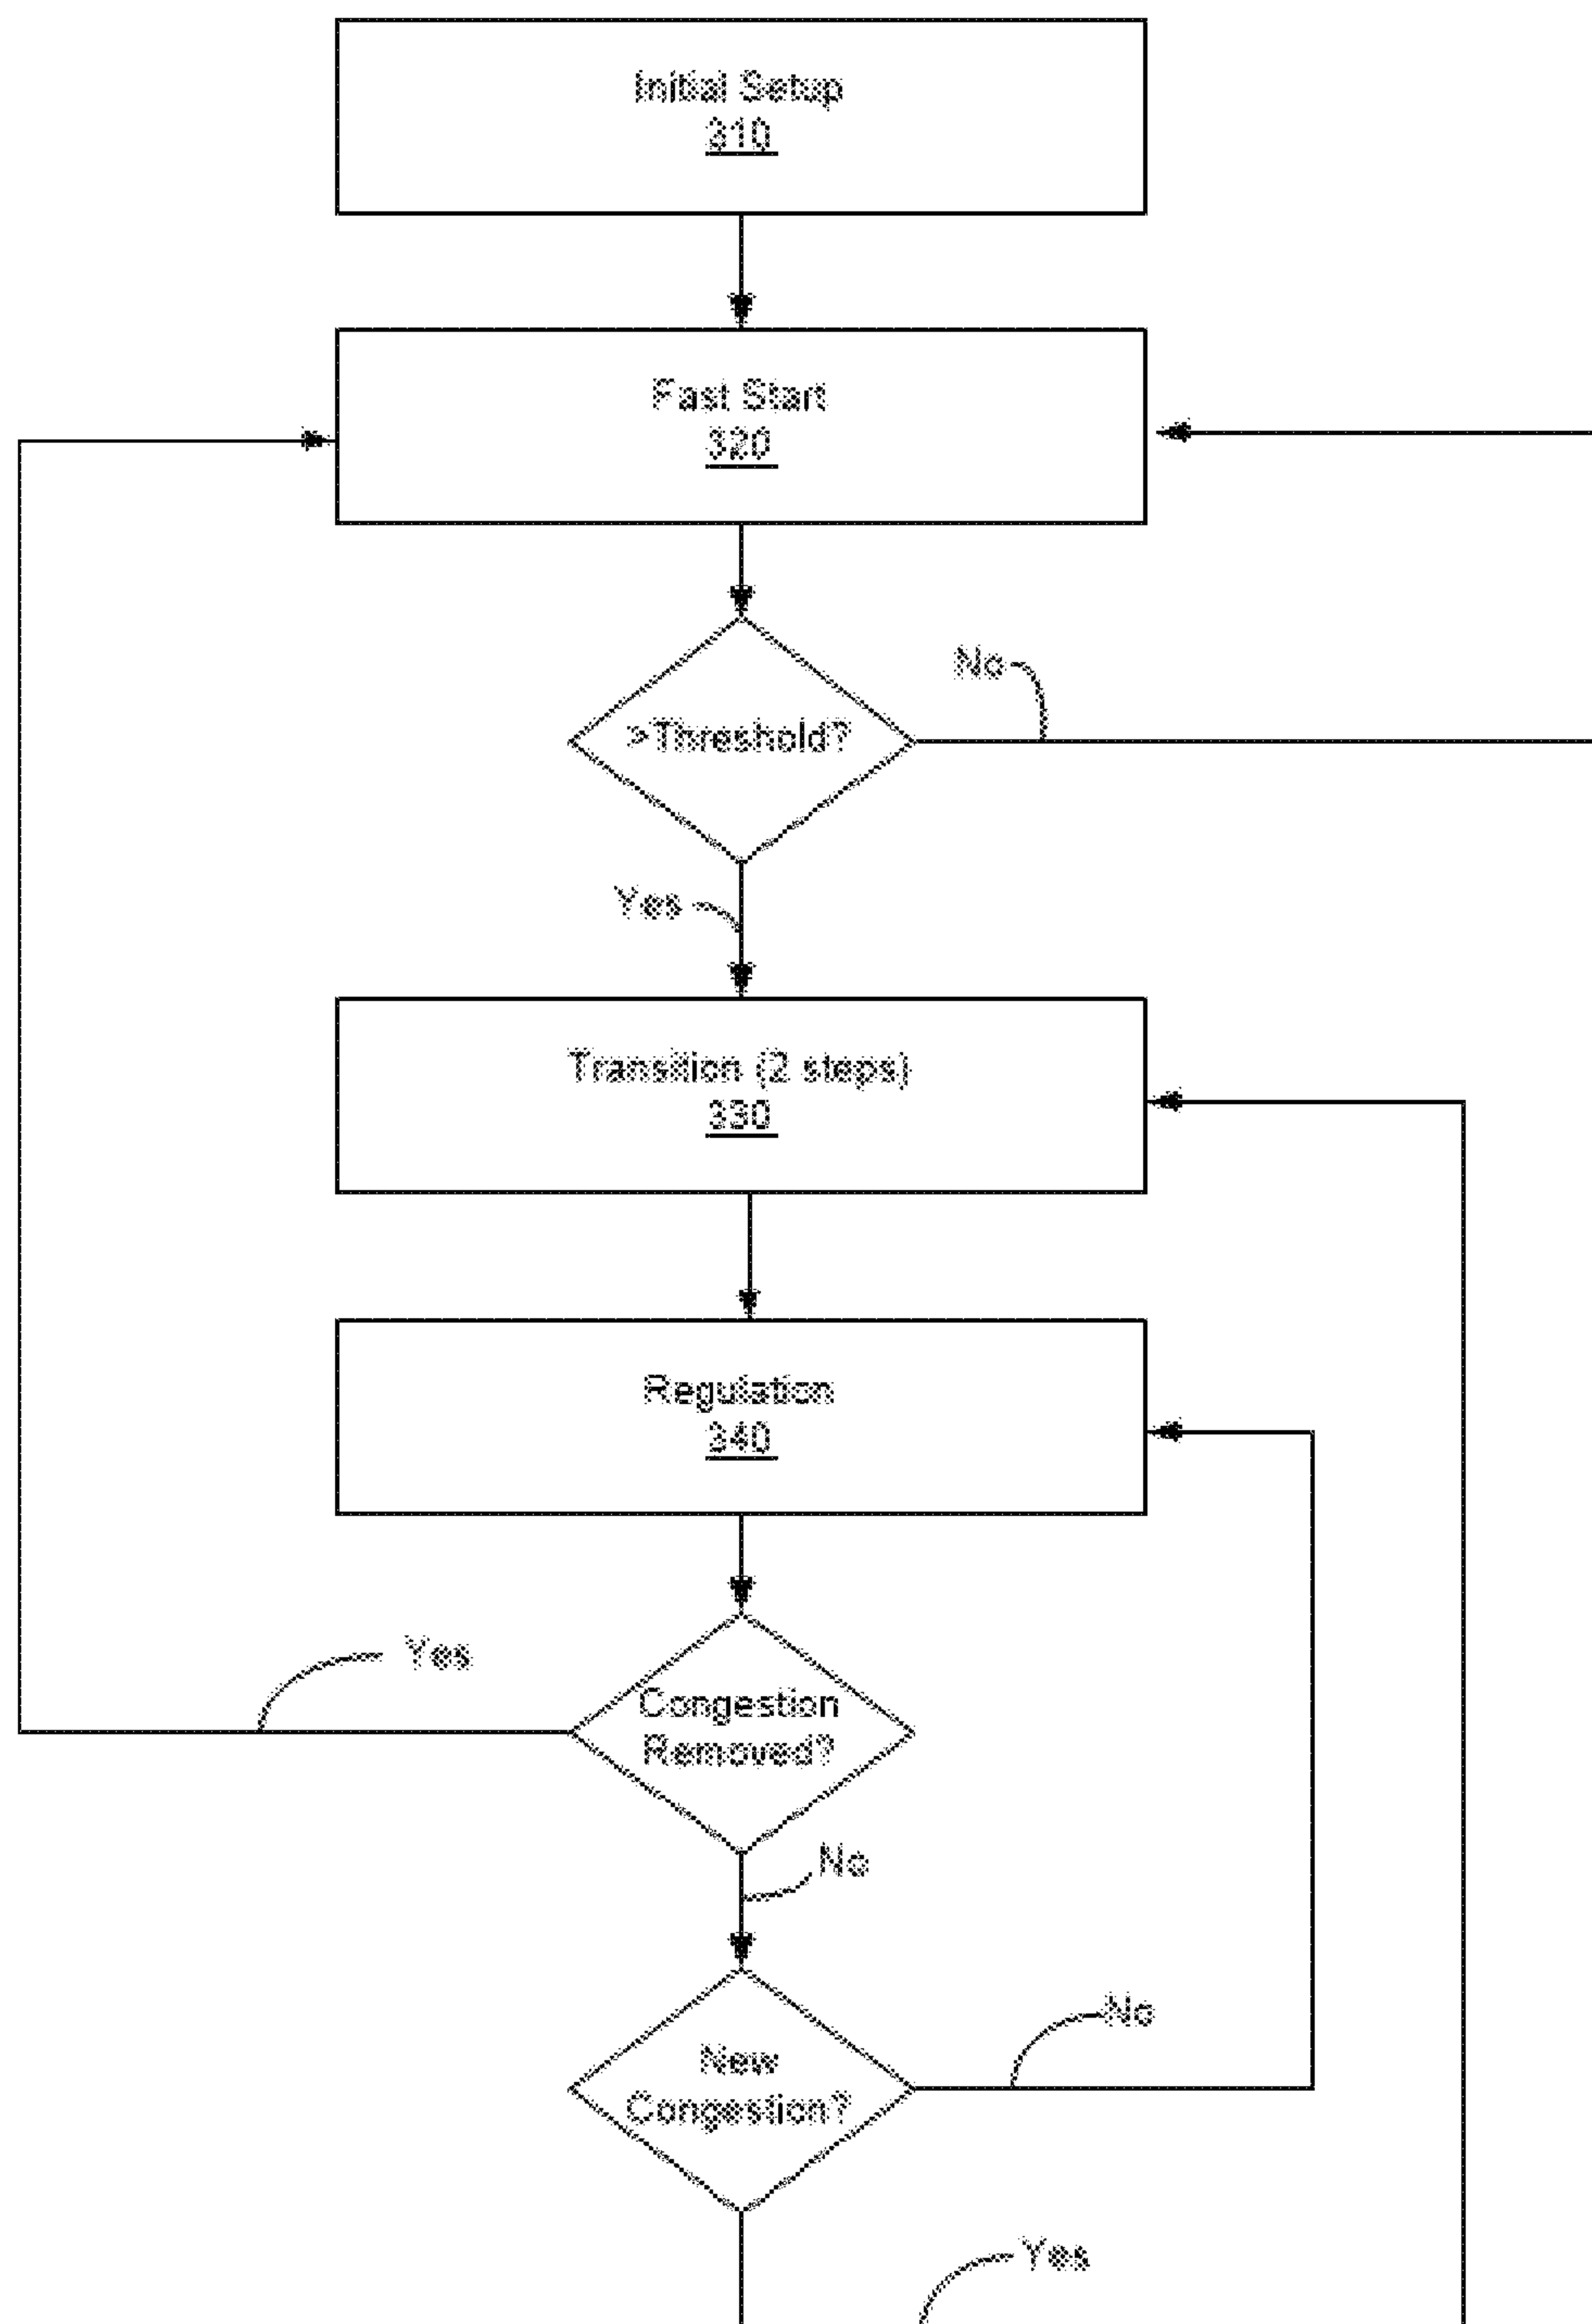 Initial Setup
310
Fast Start
320
No
>Threshold?
Yes
Transition (2 steps)
330
Regulation
340
Yes
Congestion
Removed?
No
No
New
Congestion?
Yes